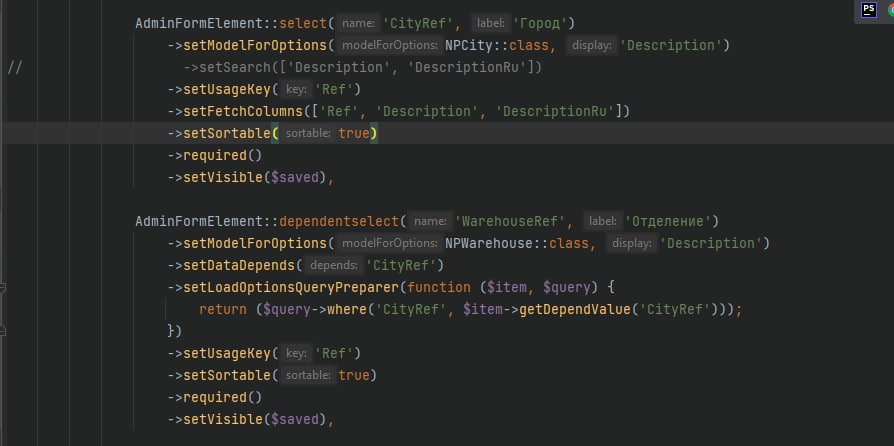 PS
AdminFormElement::select( name: 'CityRef', label: 'Город')
->setModelForOptions( modelForOptions: NPCity::class, display: 'Description')
// ->setSearch(['Description', 'DescriptionRu'])
->setUsageKey( key: 'Ref')
->setFetchColumns(['Ref', 'Description', 'DescriptionRu'])
->setSortable( sortable: true)
->required()
->setVisible($saved),
AdminFormElement::dependentselect( name: 'WarehouseRef', label: 'Отделение')
->setModelForOptions( modelForOptions: NPWarehouse::class, display: 'Description')
->setDataDepends( depends: 'CityRef')
->setLoadOptionsQueryPreparer(function ($item, $query) {
return ($query->where('CityRef', $item->getDependValue('CityRef')));
})
->setUsageKey( key: 'Ref')
->setSortable( sortable: true)
->required()
->setVisible($saved),